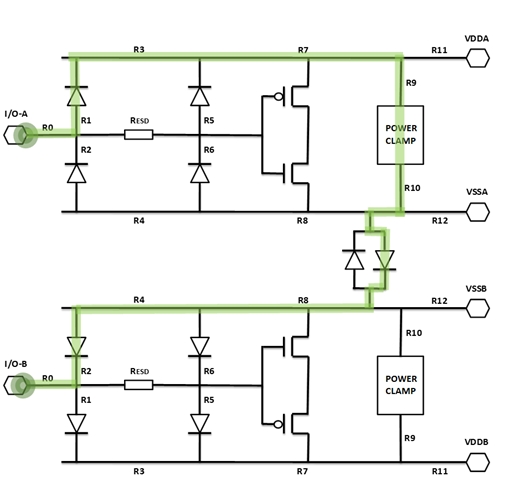 VDDA
R3 R7 R11
R9
I/O-A
R0 R1 RESD R5 POWER
CLAMP
R2 R6
R10
VSSA
R4 R8 R12
VSSB
R4 R8 R12
R10
I/O-B
R0 R2 RESD R6 POWER
CLAMP
R1 R5
R9
VDDB
R3 R7 R11